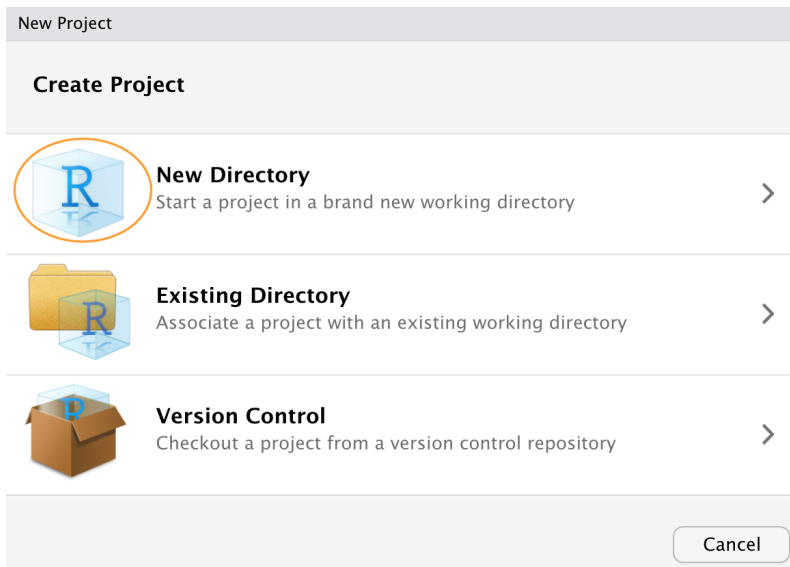 New Project
Create Project
R
New Directory
Start a project in a brand new working directory
R
Existing Directory
Associate a project with an existing working directory
R
Version Control
Checkout a project from a version control repository
Cancel